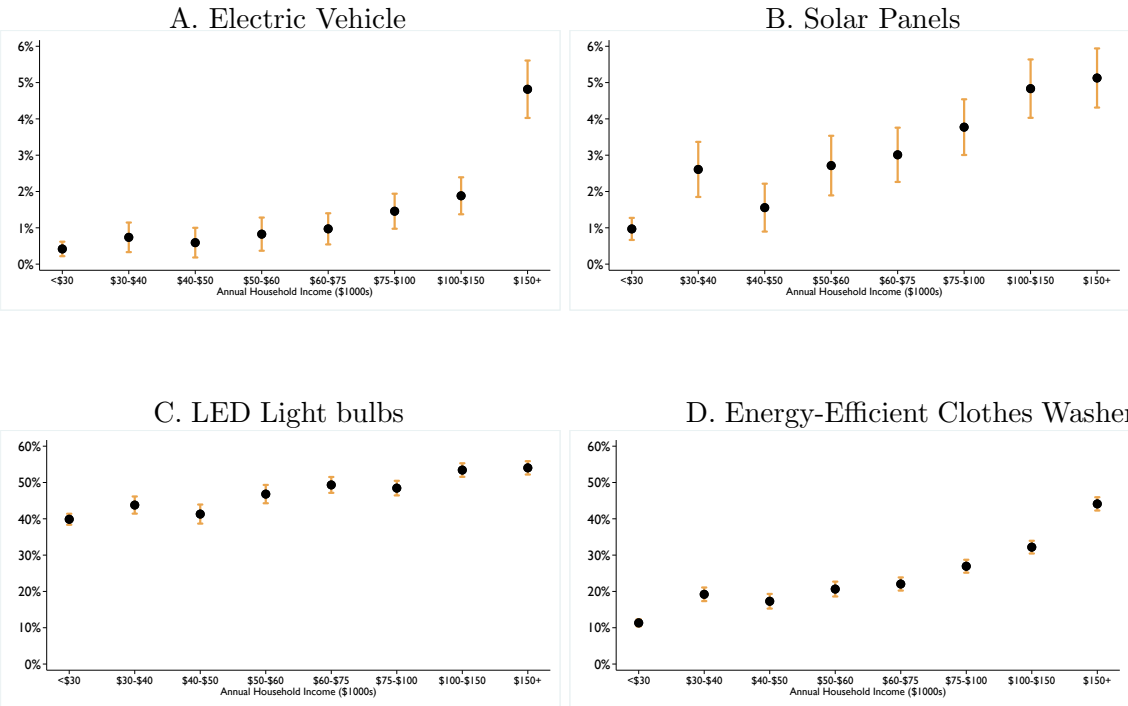 A. Electric Vehicle
6%
5%
4%
3%
2%
1%
0%
<$30 $30-$40 $40-$50 $50-$60 $60-$75 $75-$100 $100-$150 $150+
Annual Household Income ($1000s)
B. Solar Panels
6%
5%
4%
3%
2%
1%
0%
<$30 $30-$40 $40-$50 $50-$60 $60-$75 $75-$100 $100-$150 $150+
Annual Household Income ($1000s)
C. LED Light bulbs
60%
50%
40%
30%
20%
10%
0%
<$30 $30-$40 $40-$50 $50-$60 $60-$75 $75-$100 $100-$150 $150+
Annual Household Income ($1000s)
D. Energy-Efficient Clothes Washer
60%
50%
40%
30%
20%
10%
0%
<$30 $30-$40 $40-$50 $50-$60 $60-$75 $75-$100 $100-$150 $150+
Annual Household Income ($1000s)